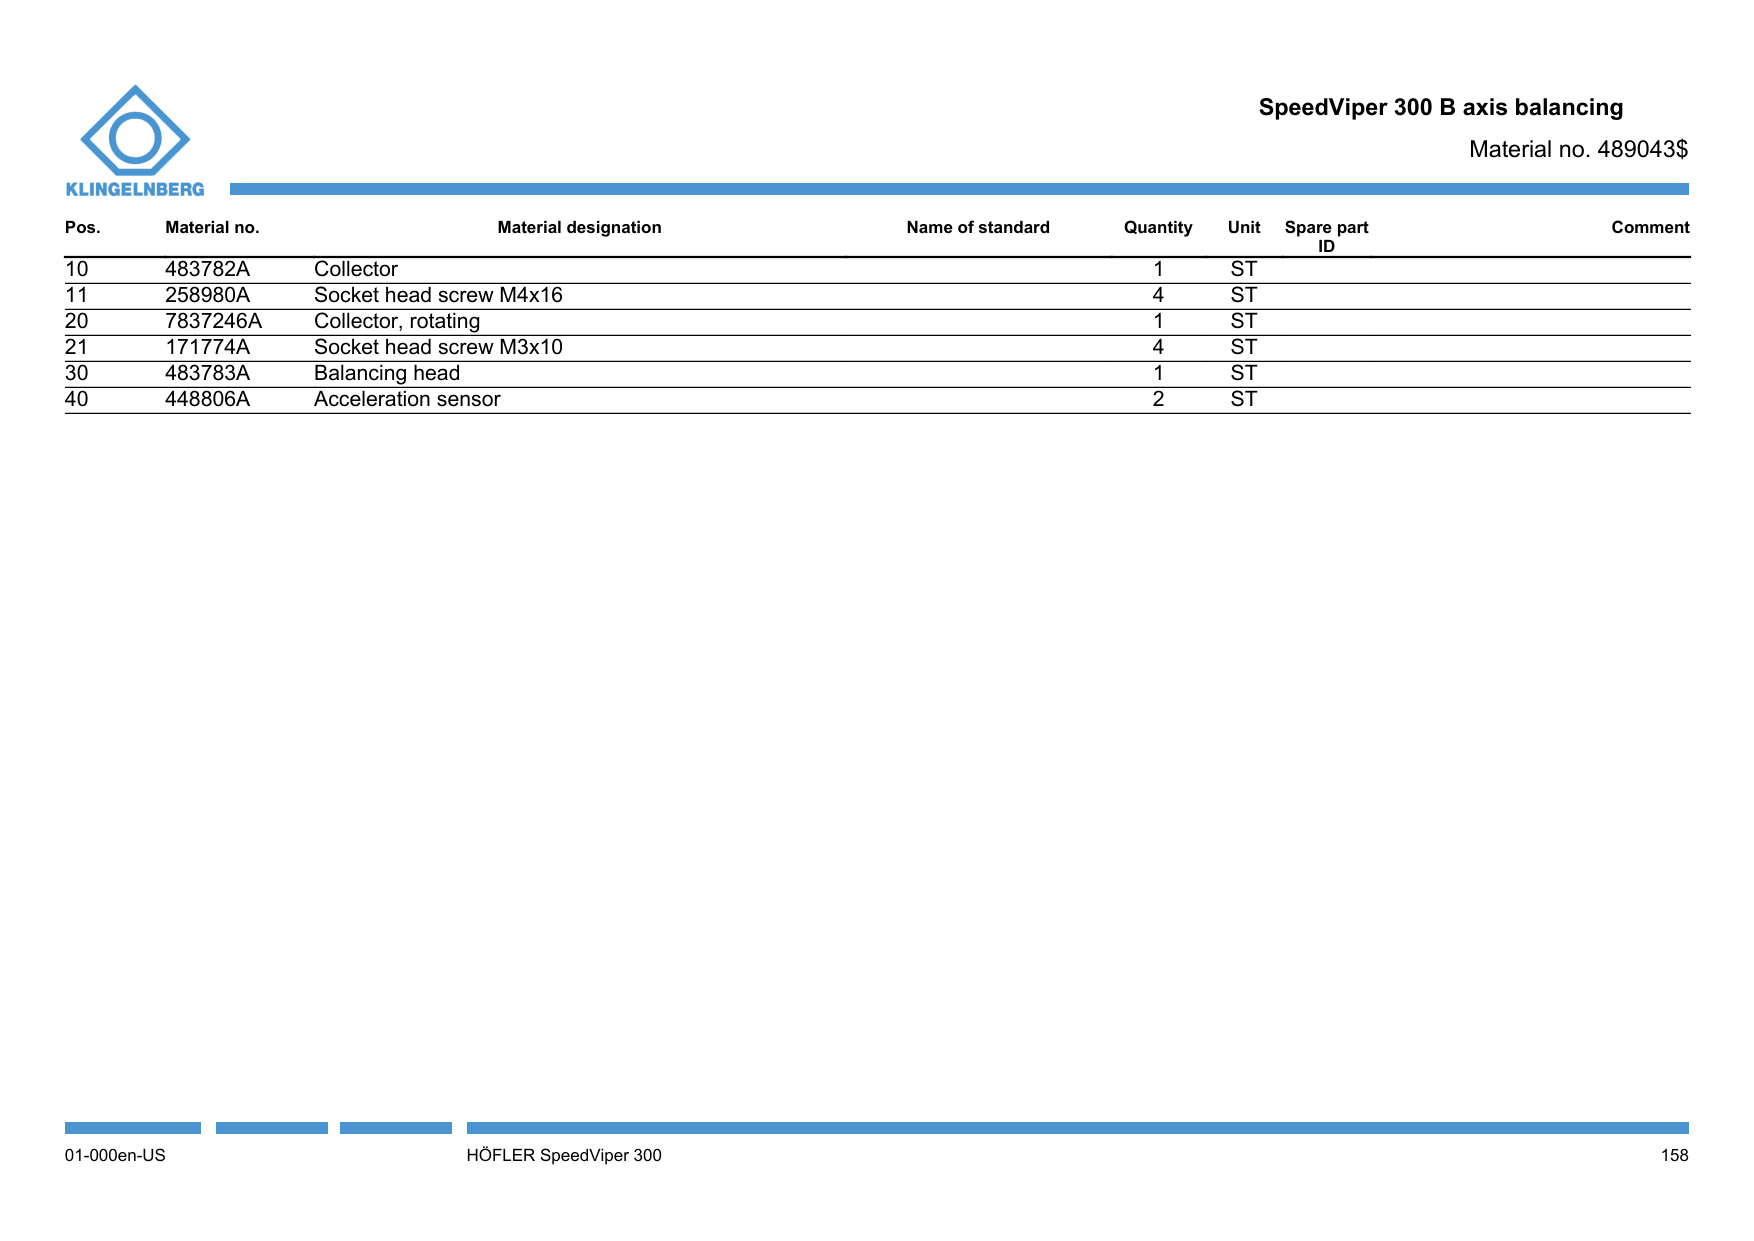 SpeedViper 300 B axis balancing
Material no. 489043$
KLINGELNBERG
Pos. Material no. Material designation Name of standard Quantity Unit Spare part ID Comment
10 483782A Collector 1 ST
11 258980A Socket head screw M4x16 4 ST
20 7837246A Collector, rotating 1 ST
21 171774A Socket head screw M3x10 4 ST
30 483783A Balancing head 1 ST
40 448806A Acceleration sensor 2 ST
01-000en-US HÖFLER SpeedViper 300 158